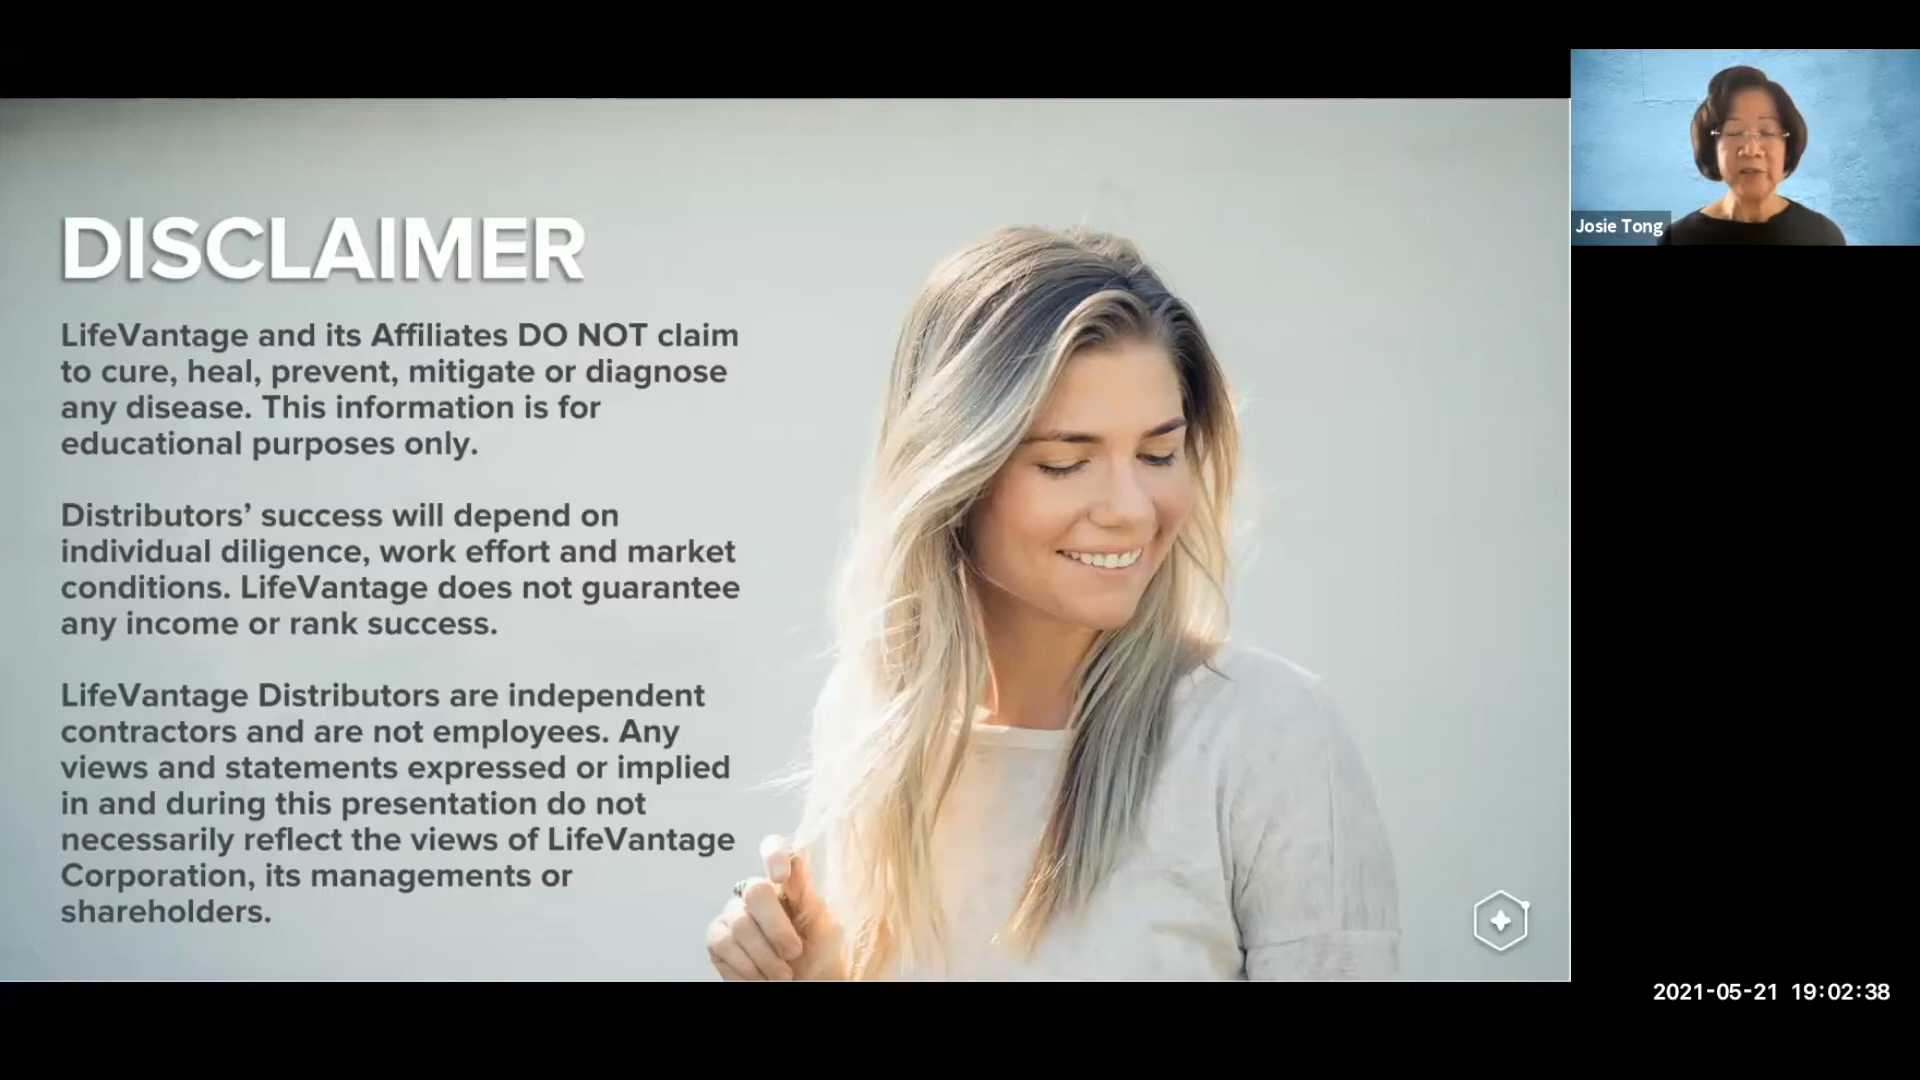 DISCLAIMER
LifeVantage and its Affiliates DO NOT claim
to cure, heal, prevent, mitigate or diagnose
any disease. This information is for
educational purposes only.
Distributors’ success will depend on
individual diligence, work effort and market
conditions. LifeVantage does not guarantee
any income or rank success.
LifeVantage Distributors are independent
contractors and are not employees. Any
views and statements expressed or implied
in and during this presentation do not
necessarily reflect the views of LifeVantage
Corporation, its managements or
shareholders.
Josie Tong
2021-05-21 19:02:38